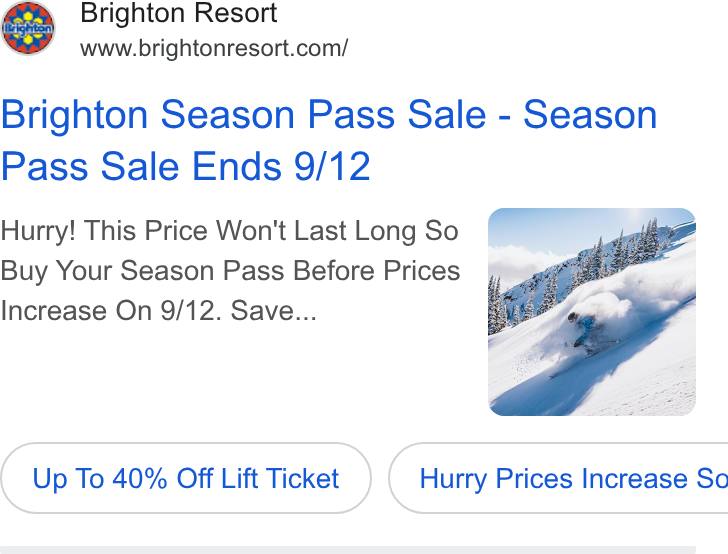 Brighton
Brighton Resort
www.brightonresort.com/
Brighton Season Pass Sale - Season
Pass Sale Ends 9/12
Hurry! This Price Won't Last Long So
Buy Your Season Pass Before Prices
Increase On 9/12. Save...
Up To 40% Off Lift Ticket
Hurry Prices Increase So